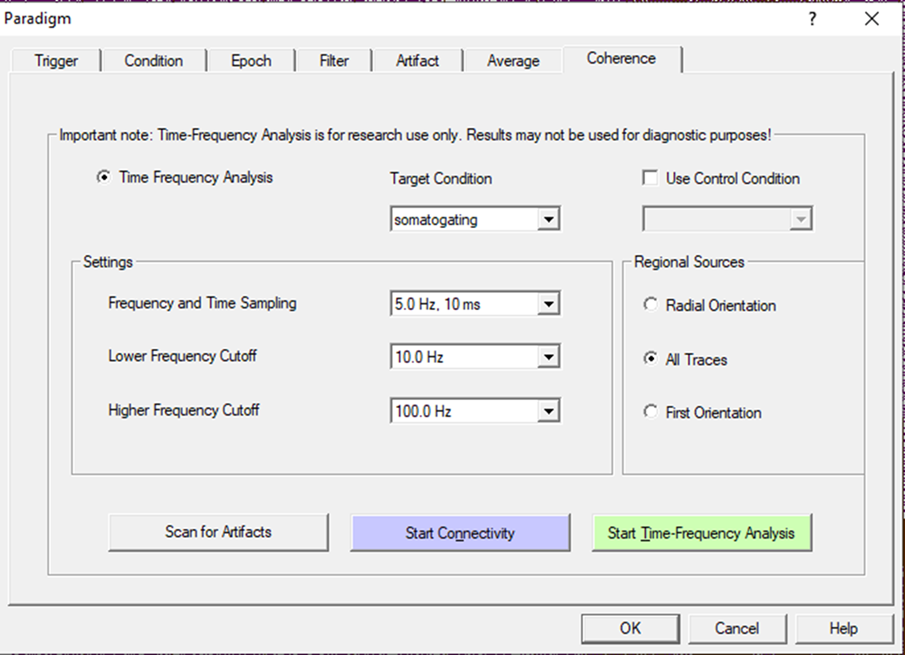 Paradigm ?
Trigger Condition Epoch Filter Artifact Average Coherence
Important note: Time-Frequency Analysis is for research use only. Results may not be used for diagnostic purposes!
Time Frequency Analysis Target Condition Use Control Condition
somatogating
Settings Regional Sources
Frequency and Time Sampling 5.0 Hz, 10 ms Radial Orientation
Lower Frequency Cutoff 10.0 Hz All Traces
Higher Frequency Cutoff 100.0 Hz First Orientation
Scan for Artifacts Start Connectivity Start Time-Frequency Analysis
OK Cancel Help